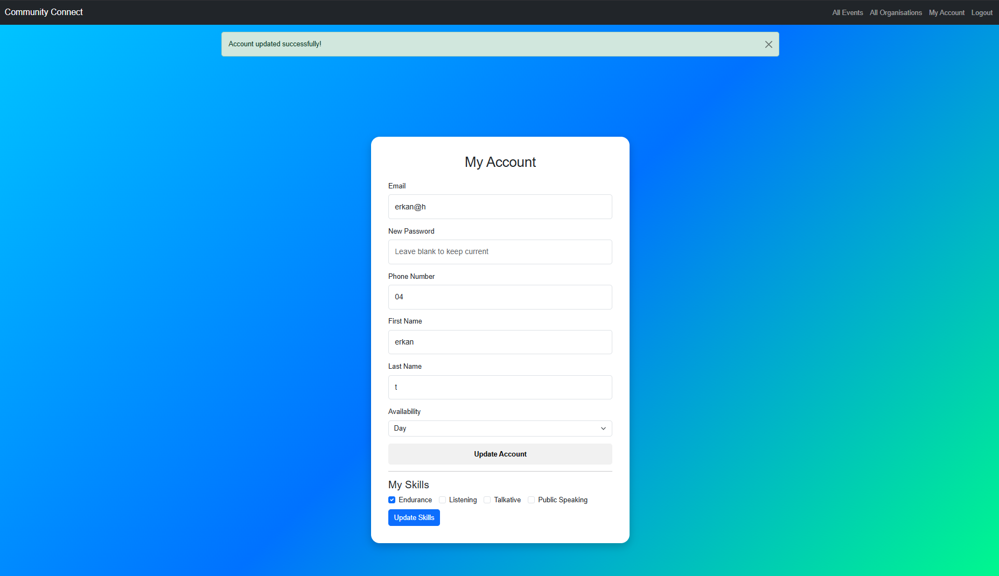 Community Connect
All Events All Organisations My Account Logout
Account updated successfully!
My Account
Email
erkan@h
New Password
Leave blank to keep current
Phone Number
04
First Name
erkan
Last Name
t
Availability
Day
Update Account
My Skills
Endurance Listening Talkative Public Speaking
Update Skills